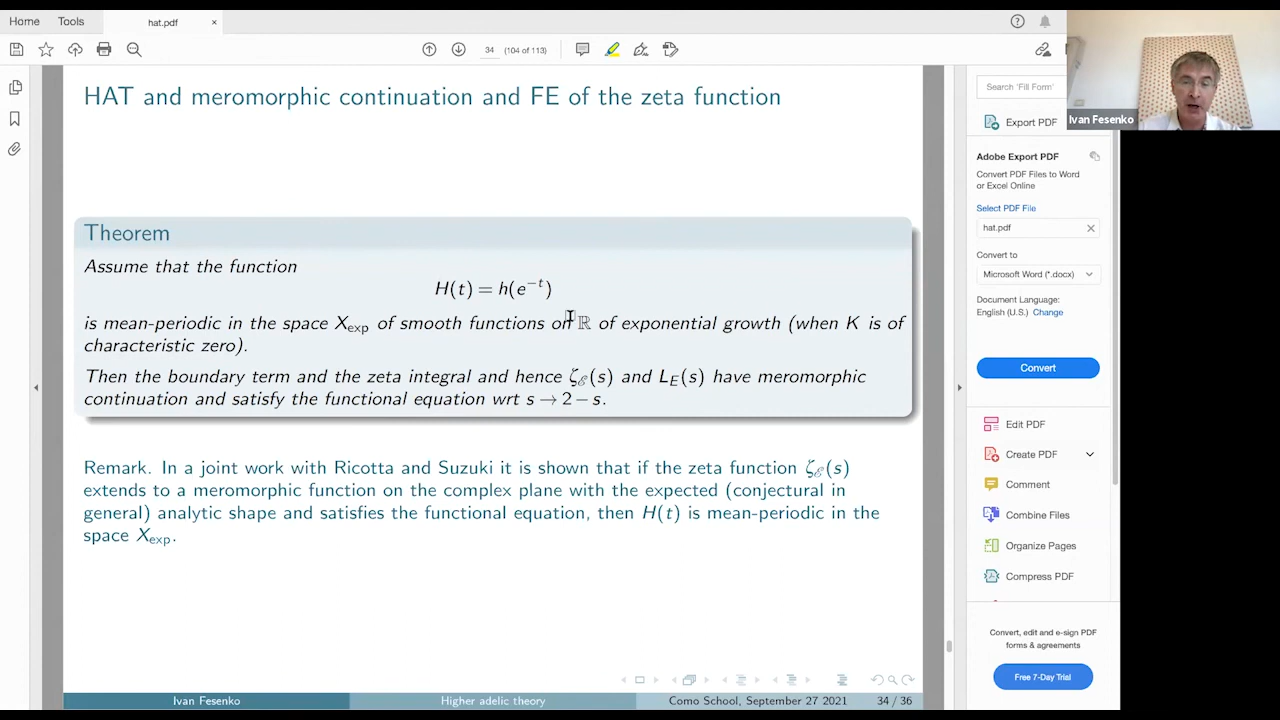 Home Tools hat.pdf ×
34 (104 of 113)
HAT and meromorphic continuation and FE of the zeta function
Theorem
Assume that the function
H(t) = h(e⁻ᵗ)
is mean-periodic in the space X_exp of smooth functions on ℝ of exponential growth (when K is of
characteristic zero).
Then the boundary term and the zeta integral and hence ζ_ℰ(s) and L_E(s) have meromorphic
continuation and satisfy the functional equation wrt s → 2 − s.
Remark. In a joint work with Ricotta and Suzuki it is shown that if the zeta function ζ_ℰ(s)
extends to a meromorphic function on the complex plane with the expected (conjectural in
general) analytic shape and satisfies the functional equation, then H(t) is mean-periodic in the
space X_exp.
Ivan Fesenko Higher adelic theory Como School, September 27 2021 34 / 36
Ivan Fesenko
Search 'Fill Form'
Export PDF
Adobe Export PDF
Convert PDF Files to Word
or Excel Online
Select PDF File
hat.pdf
Convert to
Microsoft Word (*.docx)
Document Language:
English (U.S.) Change
Convert
Edit PDF
Create PDF
Comment
Combine Files
Organize Pages
Compress PDF
Convert, edit and e-sign PDF
forms & agreements
Free 7-Day Trial